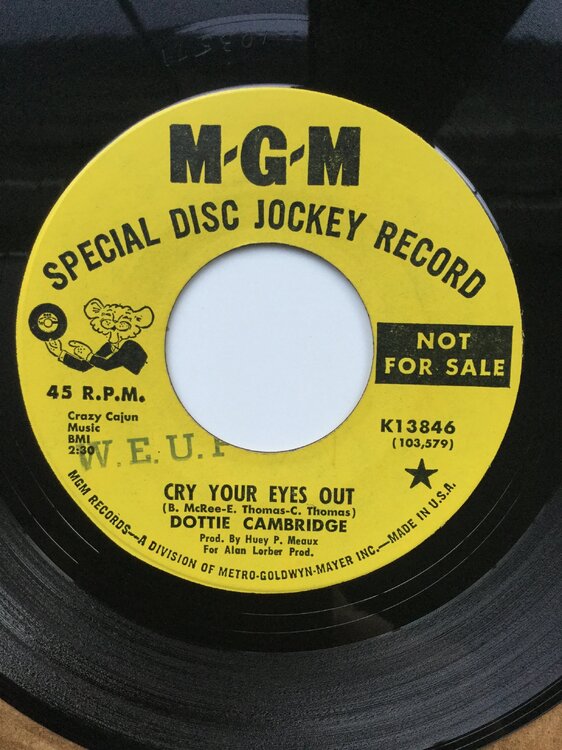 M-G-M
SPECIAL DISC JOCKEY RECORD
NOT
FOR SALE
45 R.P.M.
Crazy Cajun
Music
BMI
2:30
K13846
(103,579)
W.E.U.P
CRY YOUR EYES OUT
(B. McRee-E. Thomas-C. Thomas)
DOTTIE CAMBRIDGE
Prod. By Huey P. Meaux
For Alan Lorber Prod.
MGM RECORDS—A DIVISION OF METRO-GOLDWYN-MAYER INC.—MADE IN U.S.A.